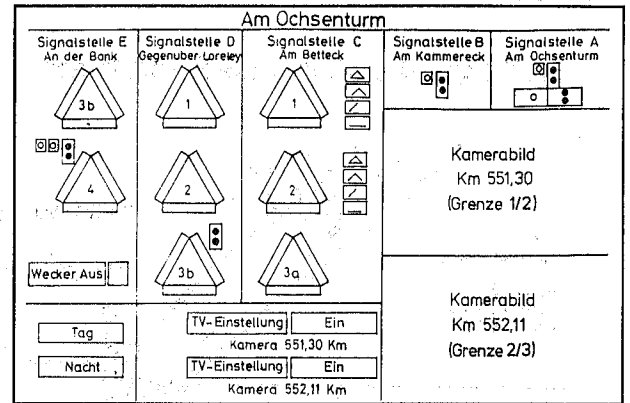 Am Ochsenturm
Signalstelle E
An der Bank
Signalstelle D
Gegenüber Loreley
Signalstelle C
Am Betteck
Signalstelle B
Am Kammereck
Signalstelle A
Am Ochsenturm
3b
1
1
4
2
2
3b
3a
Wecker Aus
Kamerabild
Km 551,30
(Grenze 1/2)
Kamerabild
Km 552,11
(Grenze 2/3)
Tag
Nacht
TV-Einstellung
Ein
Kamera 551,30 Km
TV-Einstellung
Ein
Kamera 552,11 Km